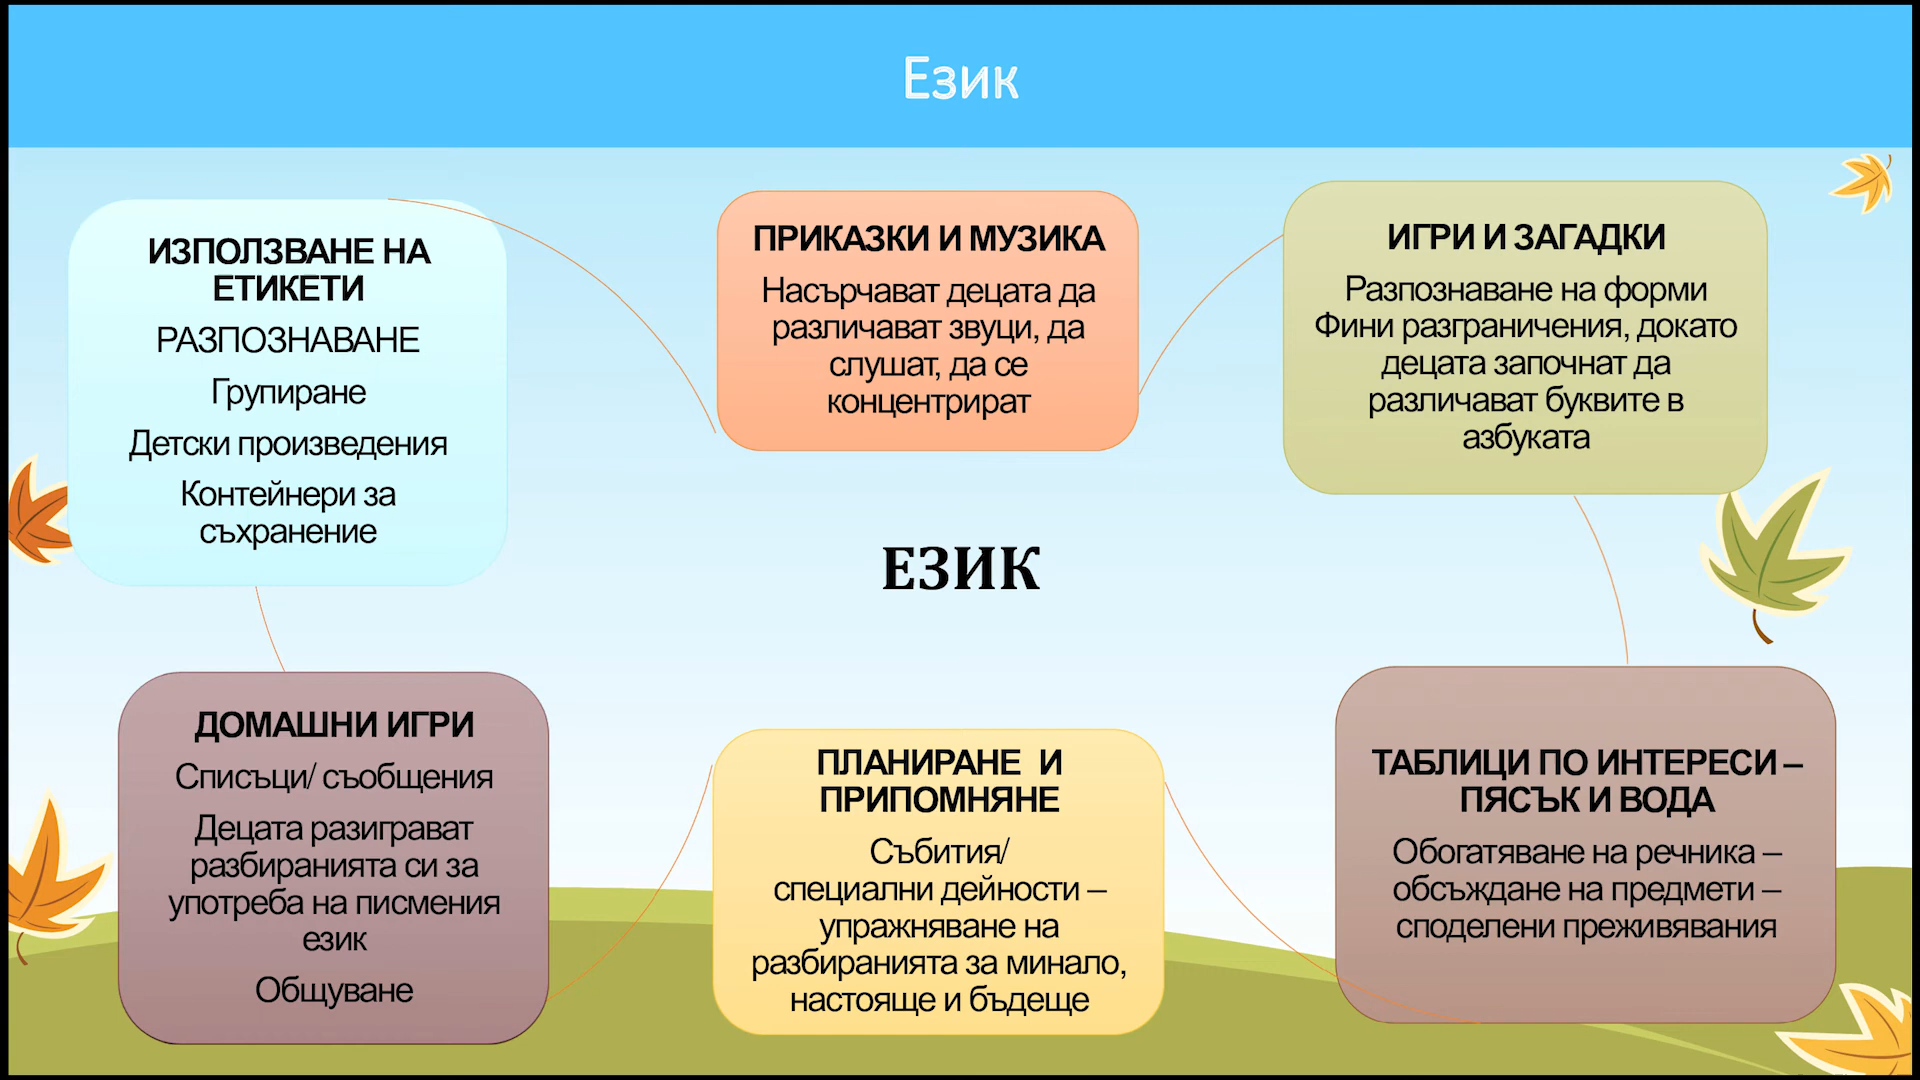 Език
ИЗПОЛЗВАНЕ НА
ЕТИКЕТИ
РАЗПОЗНАВАНЕ
Групиране
Детски произведения
Контейнери за
съхранение
ПРИКАЗКИ И МУЗИКА
Насърчават децата да
различават звуци, да
слушат, да се
концентрират
ИГРИ И ЗАГАДКИ
Разпознаване на форми
Фини разграничения, докато
децата започнат да
различават буквите в
азбуката
ЕЗИК
ДОМАШНИ ИГРИ
Списъци/ съобщения
Децата разиграват
разбиранията си за
употреба на писмения
език
Общуване
ПЛАНИРАНЕ И
ПРИПОМНЯНЕ
Събития/
специални дейности –
упражняване на
разбиранията за минало,
настояще и бъдеще
ТАБЛИЦИ ПО ИНТЕРЕСИ –
ПЯСЪК И ВОДА
Обогатяване на речника –
обсъждане на предмети –
споделени преживявания